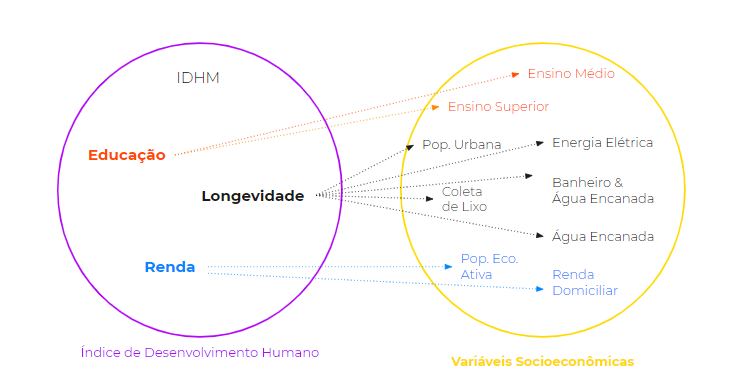 IDHM
Educação
Longevidade
Renda
Índice de Desenvolvimento Humano
Ensino Médio
Ensino Superior
Pop. Urbana
Energia Elétrica
Banheiro &
Água Encanada
Coleta
de Lixo
Água Encanada
Pop. Eco.
Ativa
Renda
Domiciliar
Variáveis Socioeconômicas